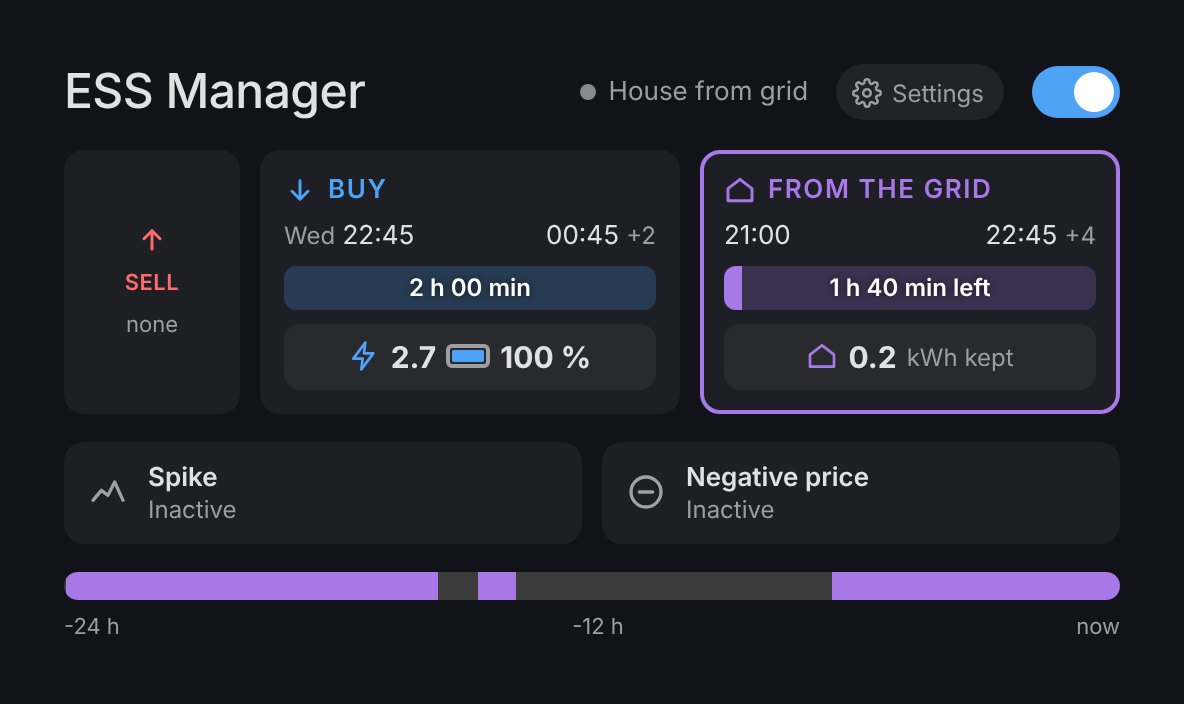 ESS Manager
House from grid
Settings
SELL
none
BUY
Wed 22:45 00:45 +2
2 h 00 min
2.7 100 %
FROM THE GRID
21:00 22:45 +4
1 h 40 min left
0.2 kWh kept
Spike
Inactive
Negative price
Inactive
-24 h -12 h now